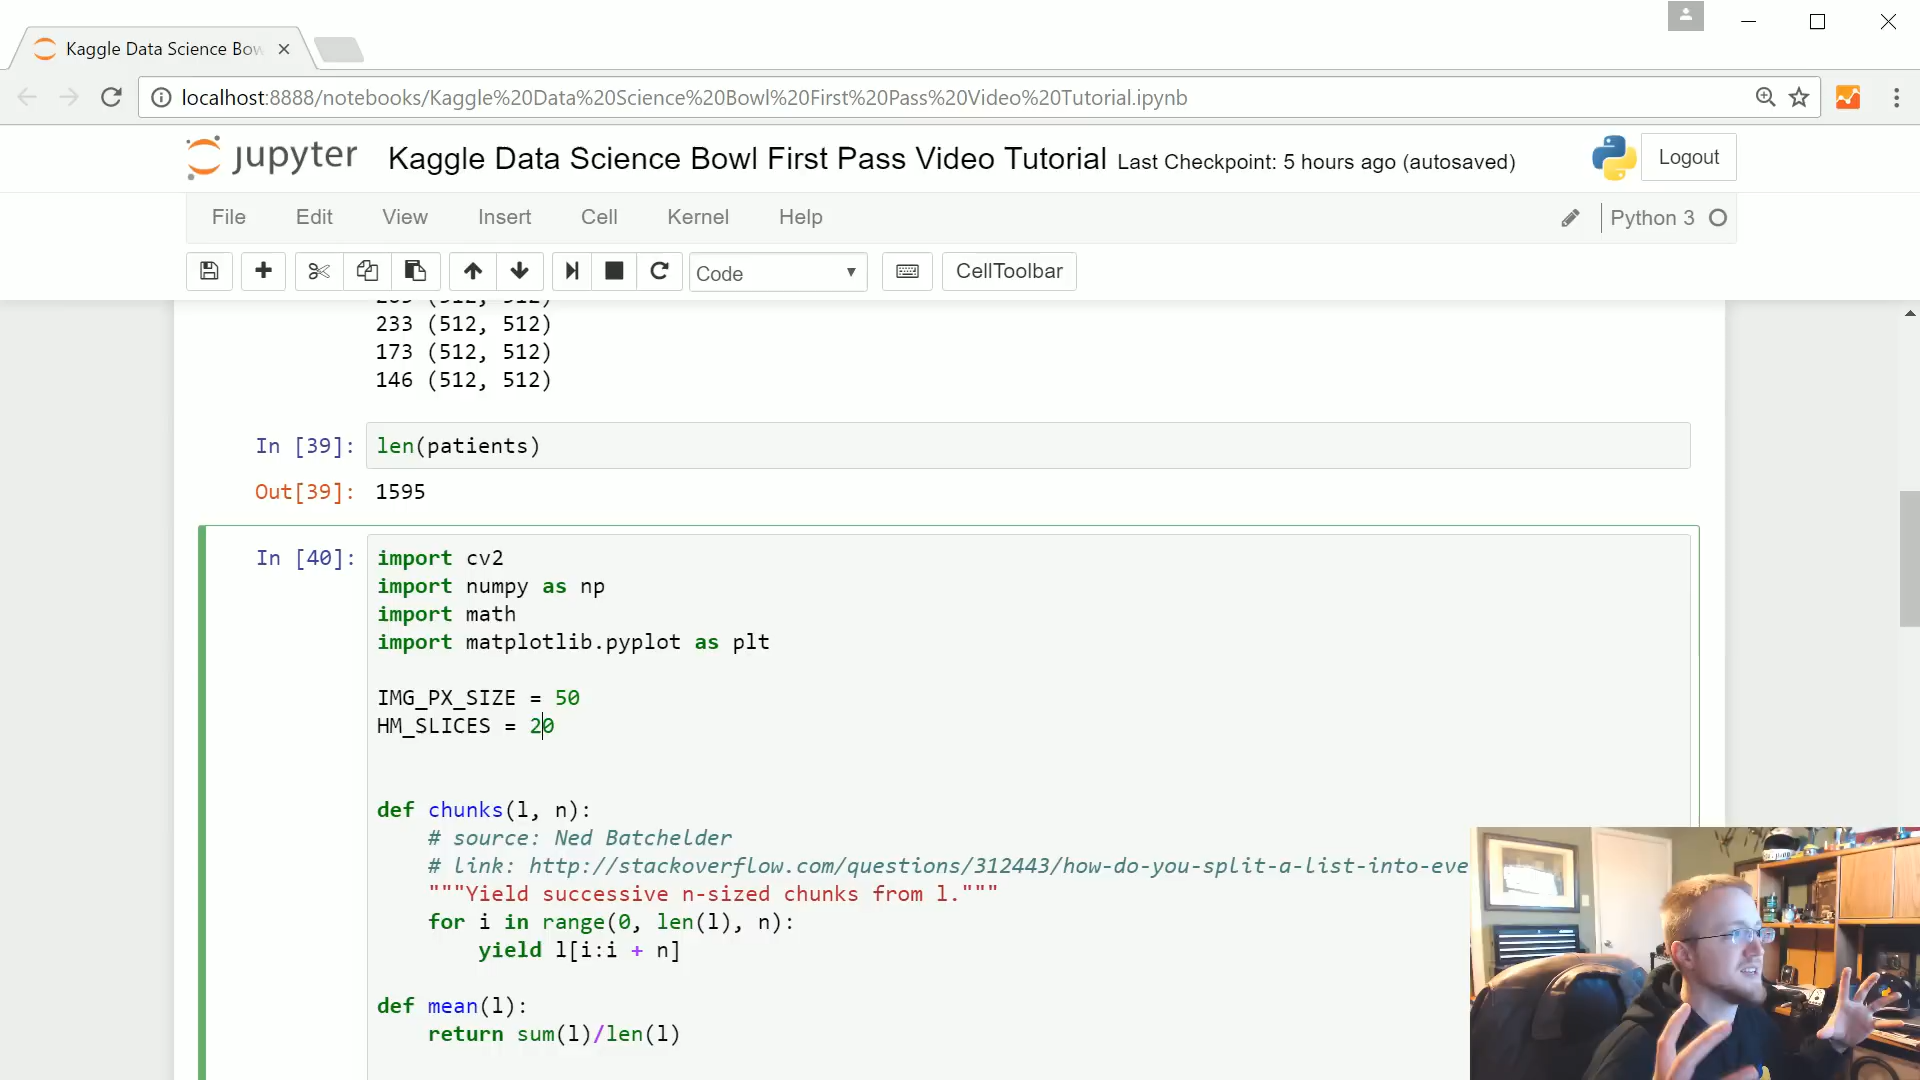 Kaggle Data Science Bow
localhost:8888/notebooks/Kaggle%20Data%20Science%20Bowl%20First%20Pass%20Video%20Tutorial.ipynb
jupyter Kaggle Data Science Bowl First Pass Video Tutorial Last Checkpoint: 5 hours ago (autosaved) Logout
File Edit View Insert Cell Kernel Help Python 3
Code CellToolbar
233 (512, 512)
173 (512, 512)
146 (512, 512)
In [39]: len(patients)
Out[39]: 1595
In [40]: import cv2
import numpy as np
import math
import matplotlib.pyplot as plt
IMG_PX_SIZE = 50
HM_SLICES = 20
def chunks(l, n):
# source: Ned Batchelder
# link: http://stackoverflow.com/questions/312443/how-do-you-split-a-list-into-eve
"""Yield successive n-sized chunks from l."""
for i in range(0, len(l), n):
yield l[i:i + n]
def mean(l):
return sum(l)/len(l)